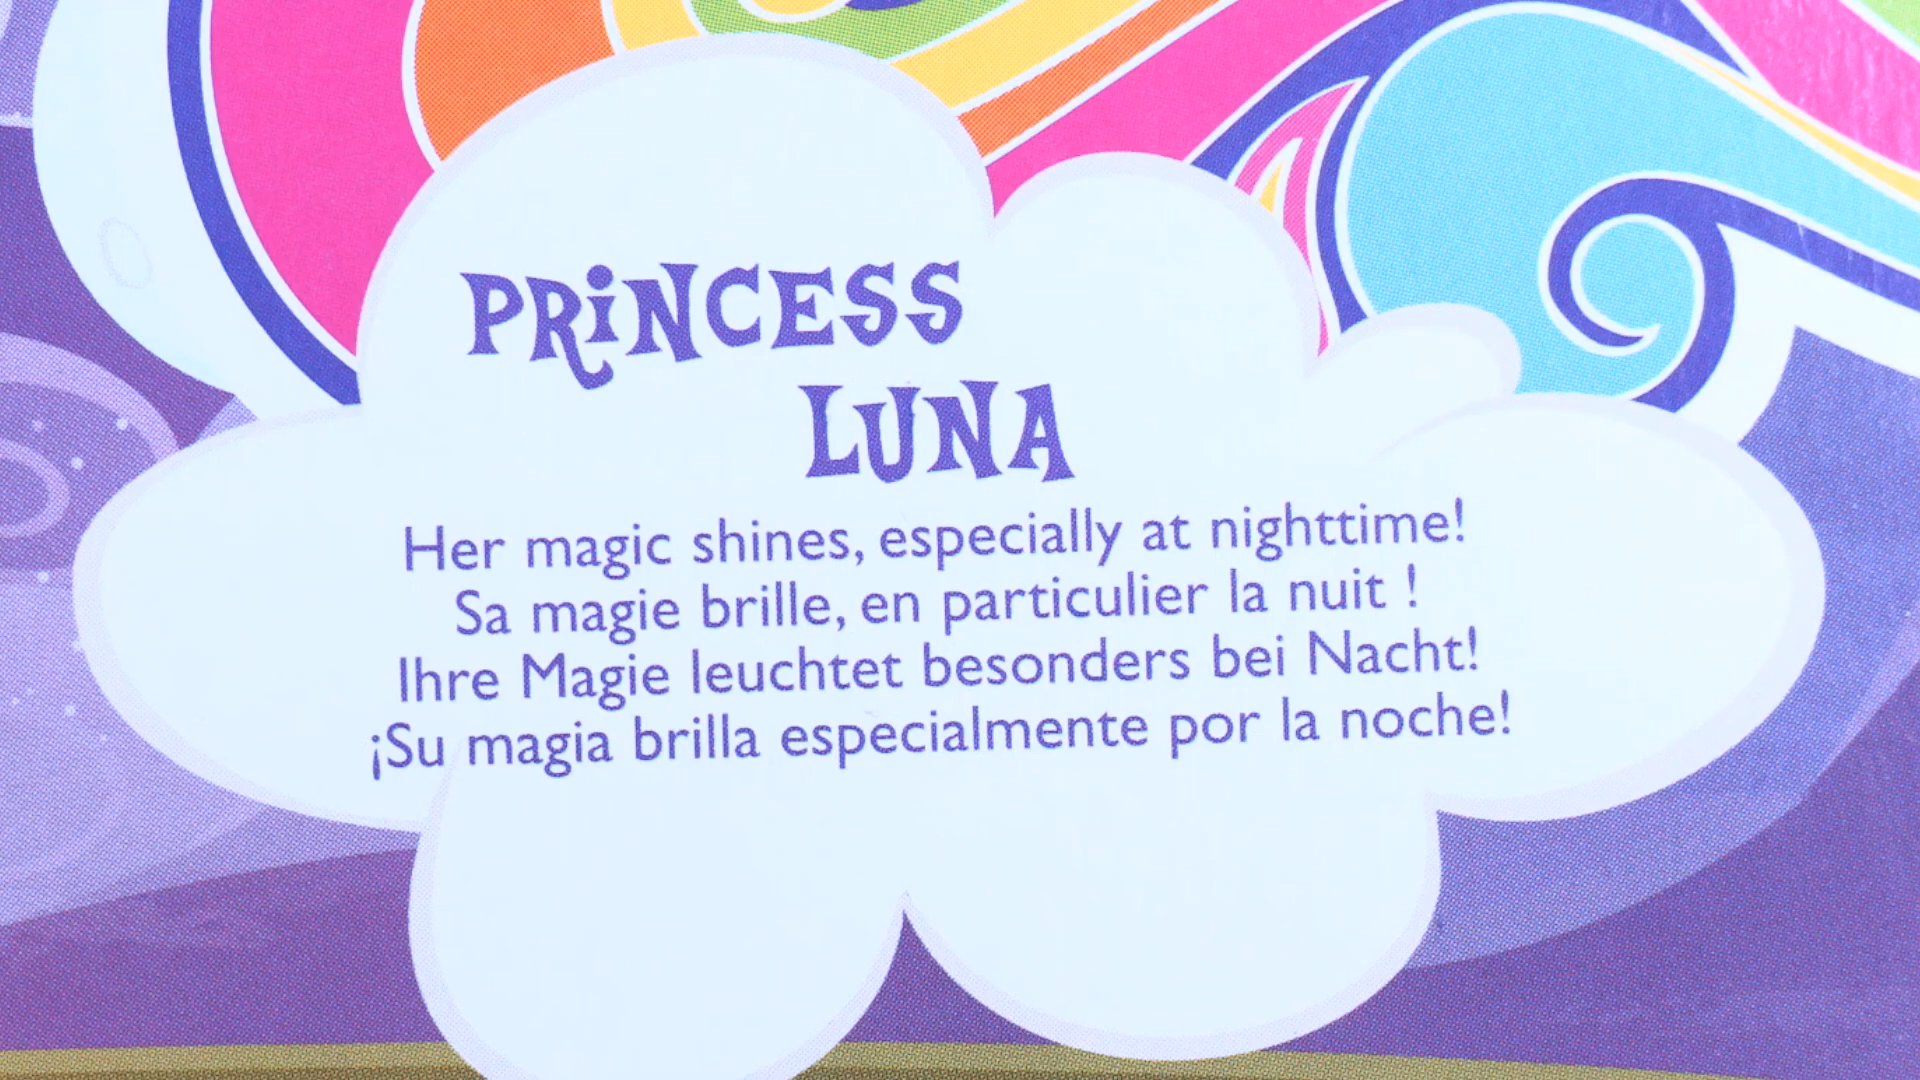 PRiNCESS
LUNA
Her magic shines, especially at nighttime!
Sa magie brille, en particulier la nuit !
Ihre Magie leuchtet besonders bei Nacht!
¡Su magia brilla especialmente por la noche!